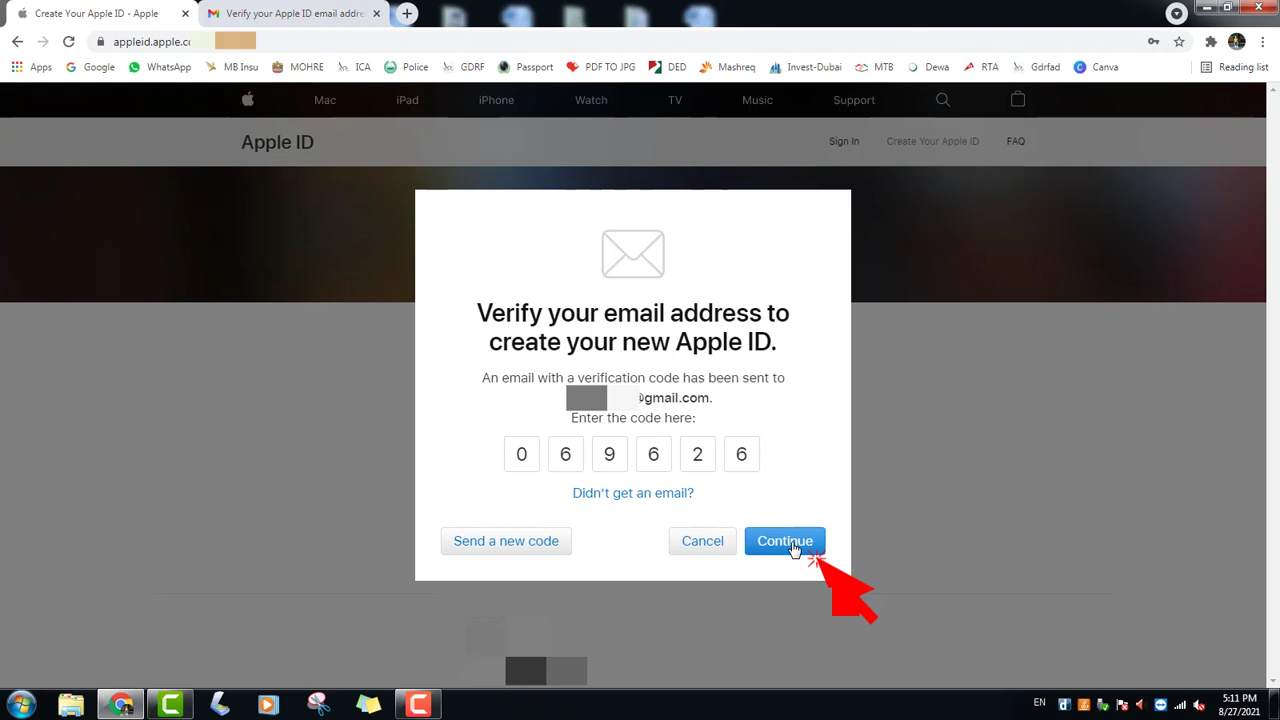 Create Your Apple ID - Apple
Verify your Apple ID email addre
appleid.apple.cc
Apps Google WhatsApp MB Insu MOHRE ICA Police GDRF Passport PDF TO JPG DED Mashreq Invest-Dubai MTB Dewa RTA Gdrfad Canva Reading list
Mac iPad iPhone Watch TV Music Support
Apple ID
Sign In Create Your Apple ID FAQ
Verify your email address to
create your new Apple ID.
An email with a verification code has been sent to
@gmail.com.
Enter the code here:
0 6 9 6 2 6
Didn't get an email?
Send a new code Cancel Continue
EN
5:11 PM
8/27/2021